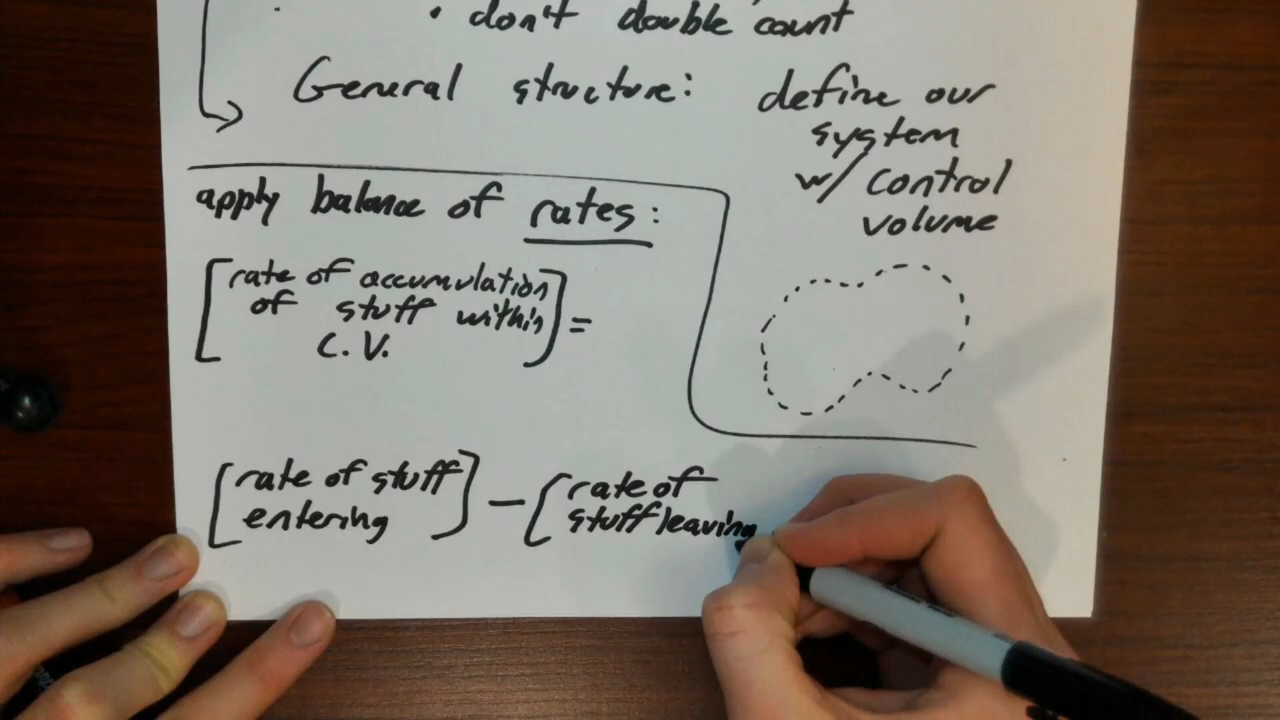 • don't double count
General structure: define our
system
w/ control
volume
apply balance of rates:
[rate of accumulation
of stuff within
C.V.] =
[rate of stuff
entering] - [rate of
stuff leaving